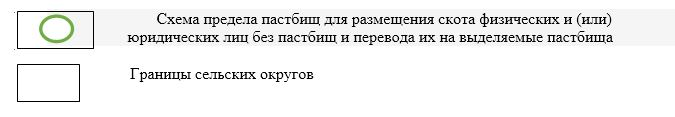 Схема предела пастбищ для размещения скота физических и (или)
юридических лиц без пастбищ и перевода их на выделяемые пастбища
Границы сельских округов